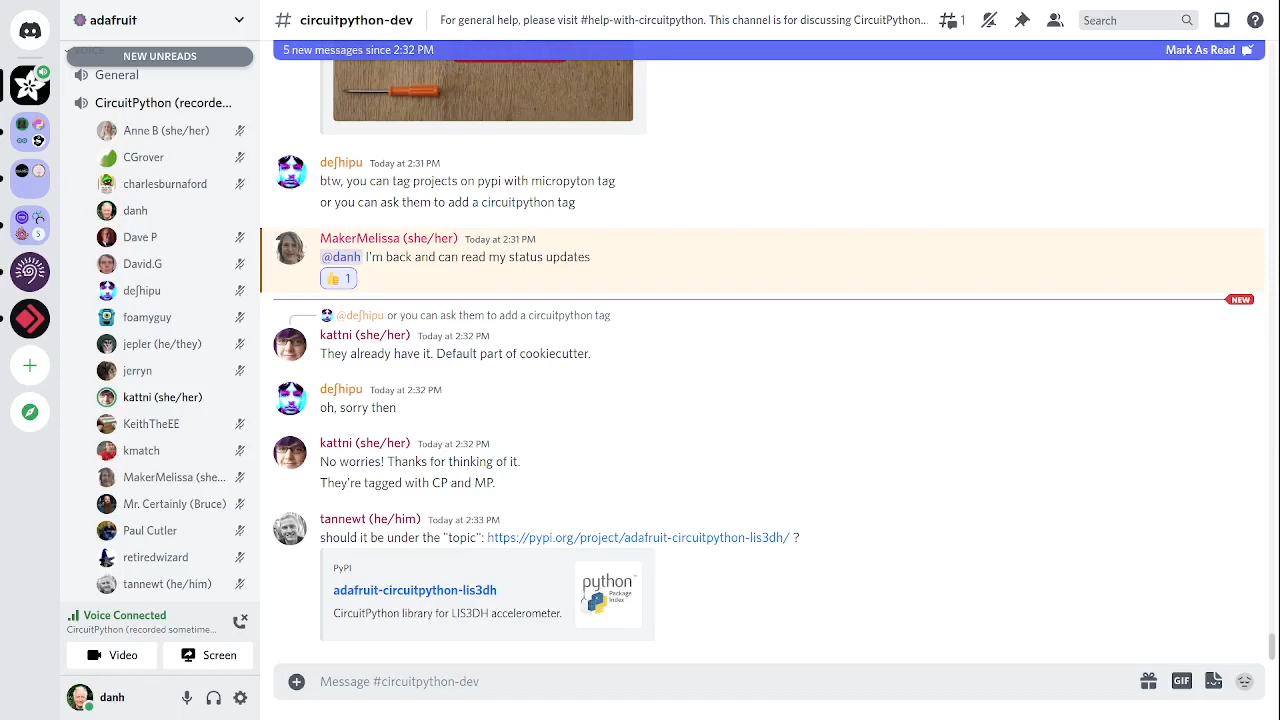 adafruit
NEW UNREADS
General
CircuitPython (recorde...
Anne B (she/her)
CGrover
charlesburnaford
danh
Dave P
David.G
deʃhipu
foamyguy
jepler (he/they)
jerryn
kattni (she/her)
KeithTheEE
kmatch
MakerMelissa (she...
Mr. Certainly (Bruce)
Paul Cutler
retiredwizard
tannewt (he/him)
Voice Connected
CircuitPython (recorded sometime...
Video
Screen
danh
# circuitpython-dev
For general help, please visit #help-with-circuitpython. This channel is for discussing CircuitPython...
1
Search
5 new messages since 2:32 PM
Mark As Read
deʃhipu Today at 2:31 PM
btw, you can tag projects on pypi with micropyton tag
or you can ask them to add a circuitpython tag
MakerMelissa (she/her) Today at 2:31 PM
@danh I'm back and can read my status updates
👍 1
NEW
@deʃhipu or you can ask them to add a circuitpython tag
kattni (she/her) Today at 2:32 PM
They already have it. Default part of cookiecutter.
deʃhipu Today at 2:32 PM
oh, sorry then
kattni (she/her) Today at 2:32 PM
No worries! Thanks for thinking of it.
They're tagged with CP and MP.
tannewt (he/him) Today at 2:33 PM
should it be under the "topic": https://pypi.org/project/adafruit-circuitpython-lis3dh/ ?
PyPI
adafruit-circuitpython-lis3dh
CircuitPython library for LIS3DH accelerometer.
python
Package
Index
Message #circuitpython-dev
GIF